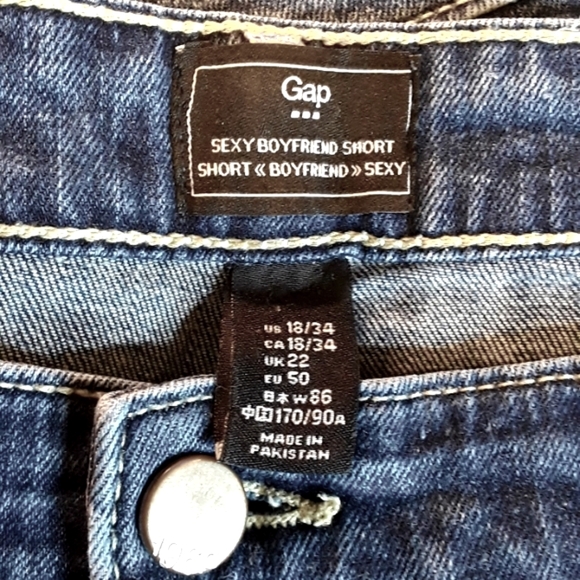 Gap
SEXY BOYFRIEND SHORT
SHORT « BOYFRIEND » SEXY
US 18/34
CA 18/34
UK 22
EU 50
日本 W86
中国 170/90A
MADE IN
PAKISTAN